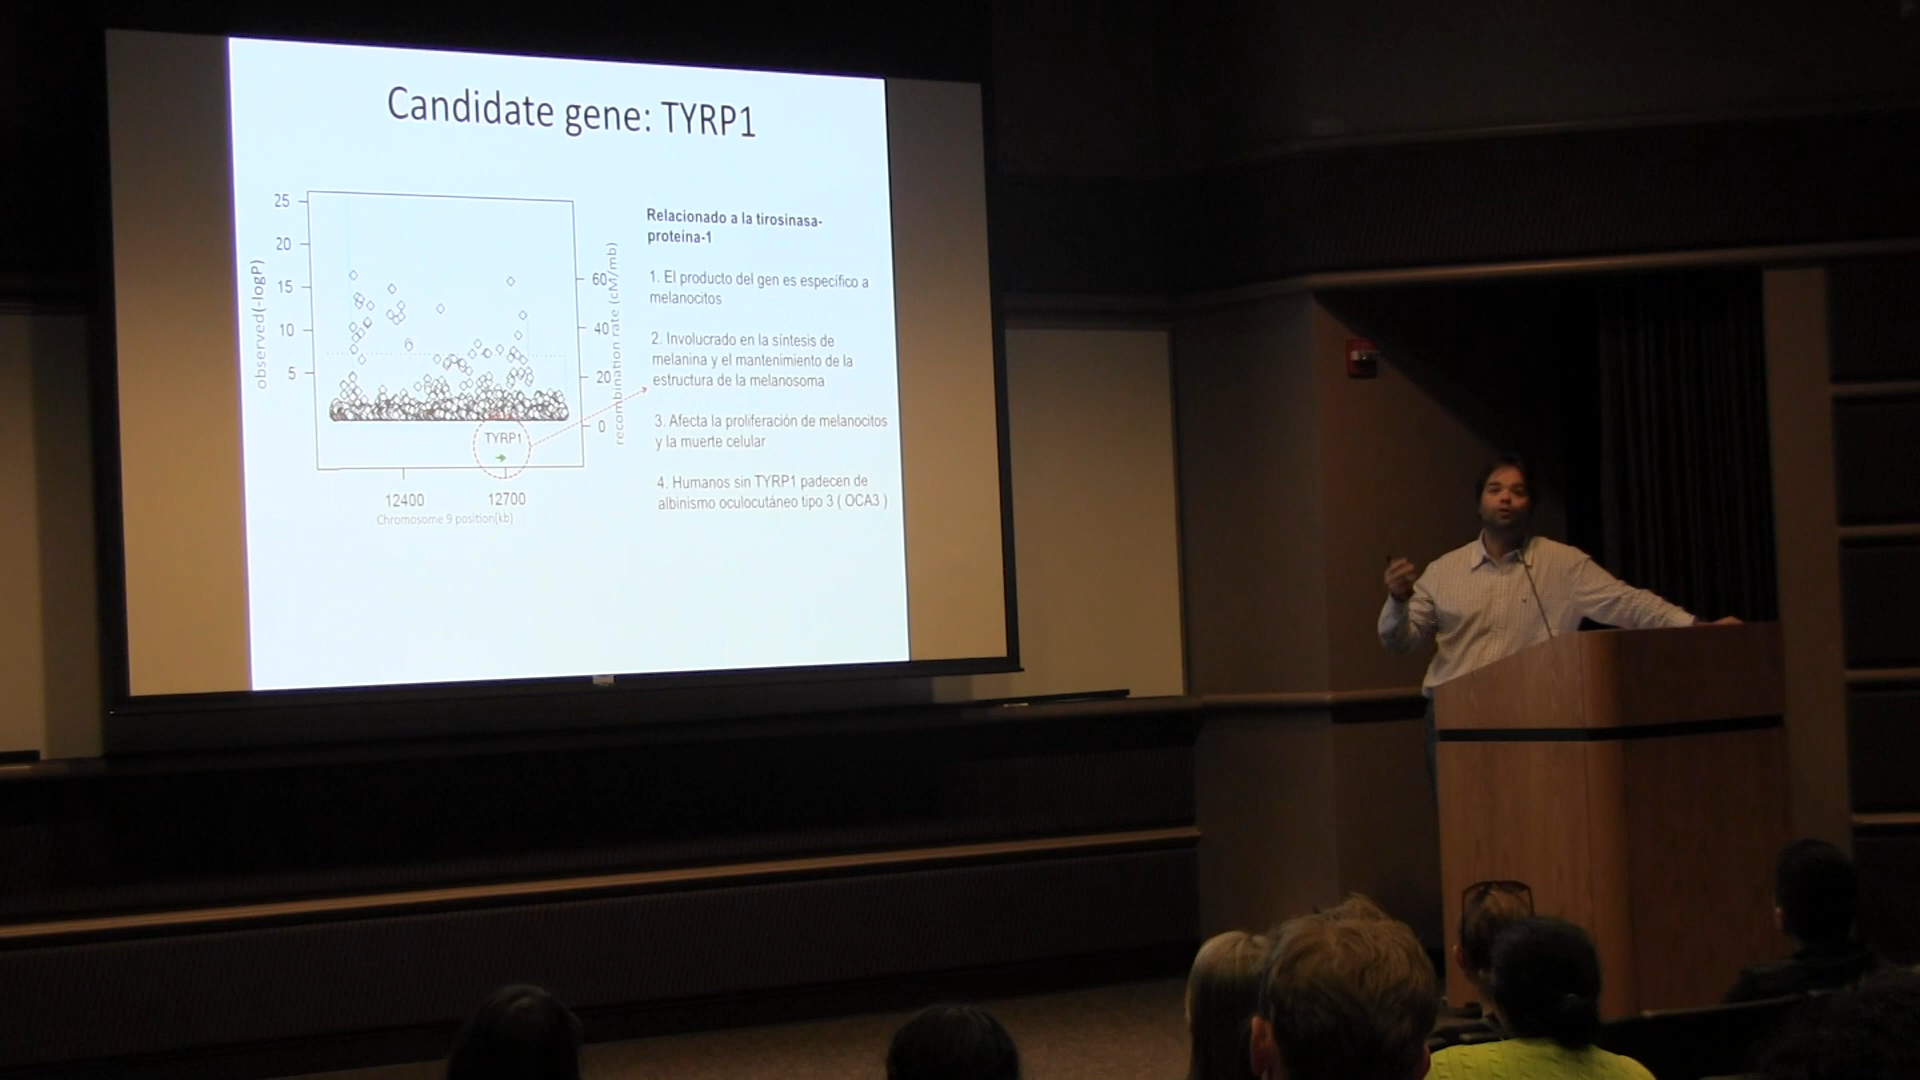 Candidate gene: TYRP1
25
20
15
10
5
observed(-logP)
60
40
20
0
recombination rate (cM/mb)
TYRP1
12400
12700
Chromosome 9 position(kb)
Relacionado a la tirosinasa-
proteina-1
1. El producto del gen es especifico a
melanocitos
2. Involucrado en la síntesis de
melanina y el mantenimiento de la
estructura de la melanosoma
3. Afecta la proliferación de melanocitos
y la muerte celular
4. Humanos sin TYRP1 padecen de
albinismo oculocutáneo tipo 3 ( OCA3 )